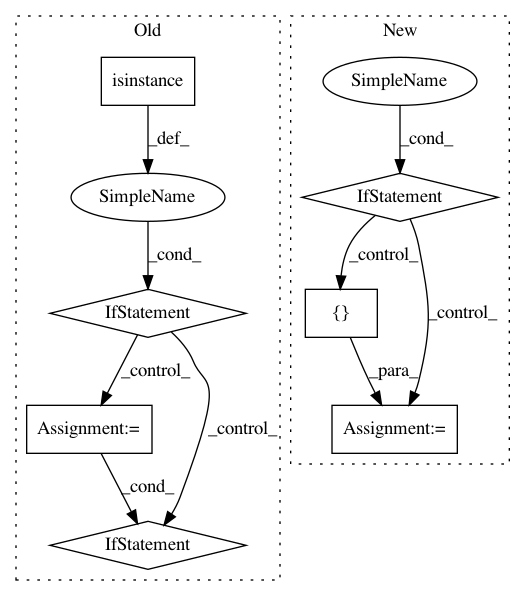 Old
isinstance
_def_
SimpleName
_cond_
IfStatement
_control_
_control_
Assignment:=
_cond_
IfStatement
New
SimpleName
_cond_
IfStatement
_control_
_control_
{}
_para_
Assignment:=